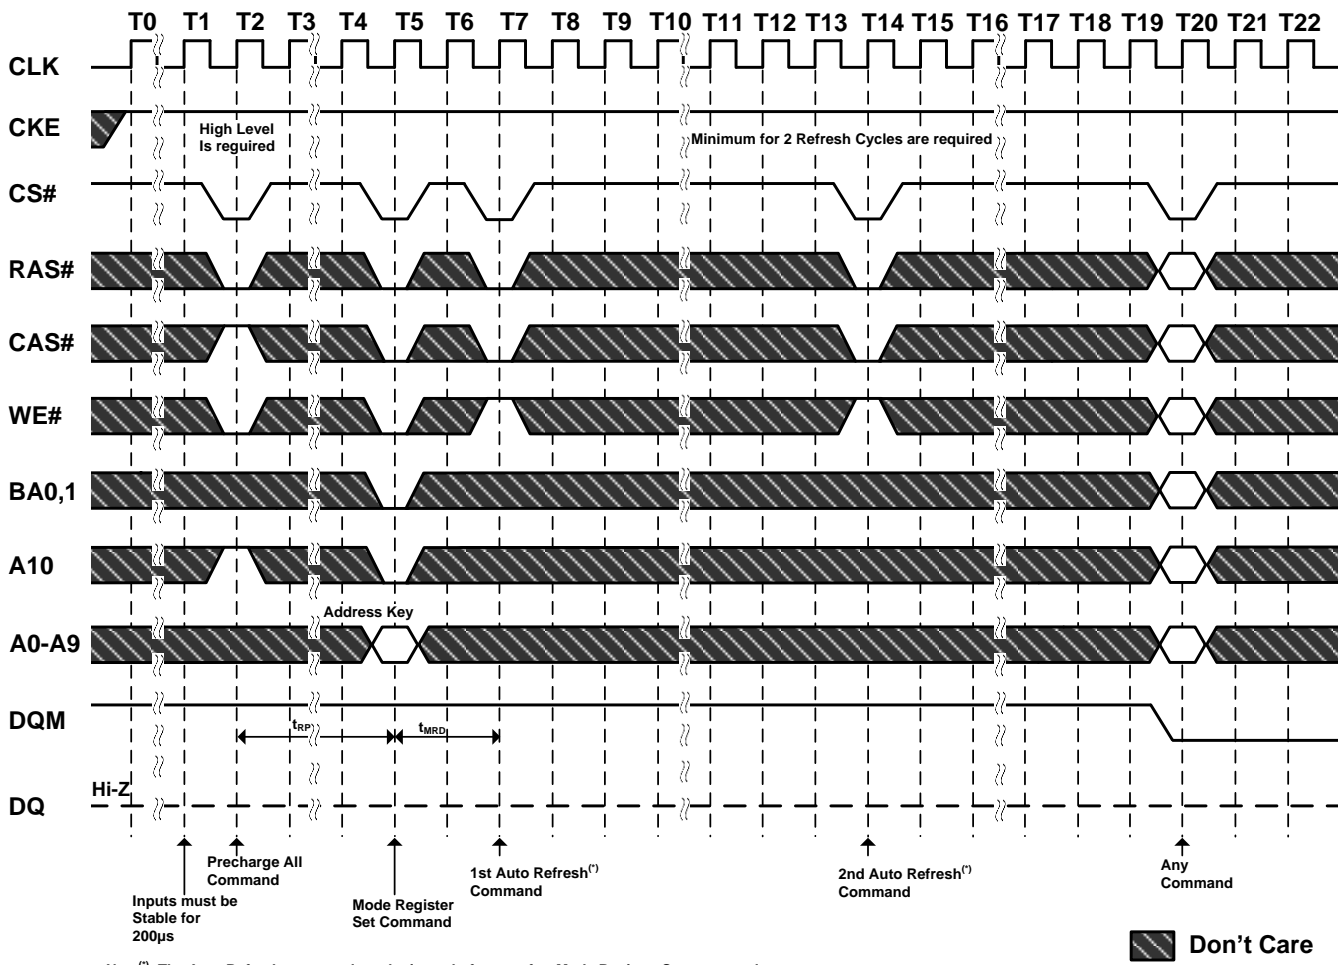 T0 T1 T2 T3 T4 T5 T6 T7 T8 T9 T10 T11 T12 T13 T14 T15 T16 T17 T18 T19 T20 T21 T22
CLK
CKE
High Level
Is reguired
Minimum for 2 Refresh Cycles are required
CS#
RAS#
CAS#
WE#
BA0,1
A10
Address Key
A0-A9
DQM
tRP
tMRD
Hi-Z
DQ
Precharge All
Command
1st Auto Refresh(*)
Command
2nd Auto Refresh(*)
Command
Any
Command
Inputs must be
Stable for
200µs
Mode Register
Set Command
Don't Care